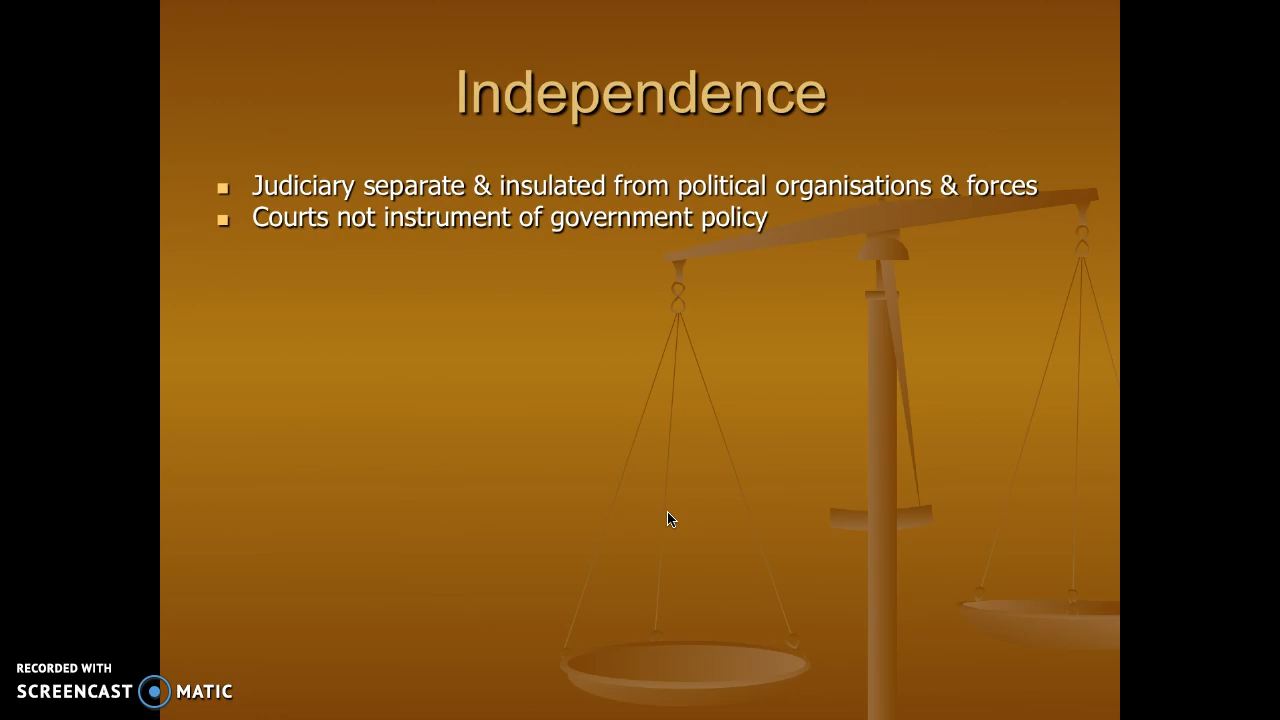 Independence
Judiciary separate & insulated from political organisations & forces
Courts not instrument of government policy
RECORDED WITH
SCREENCAST MATIC